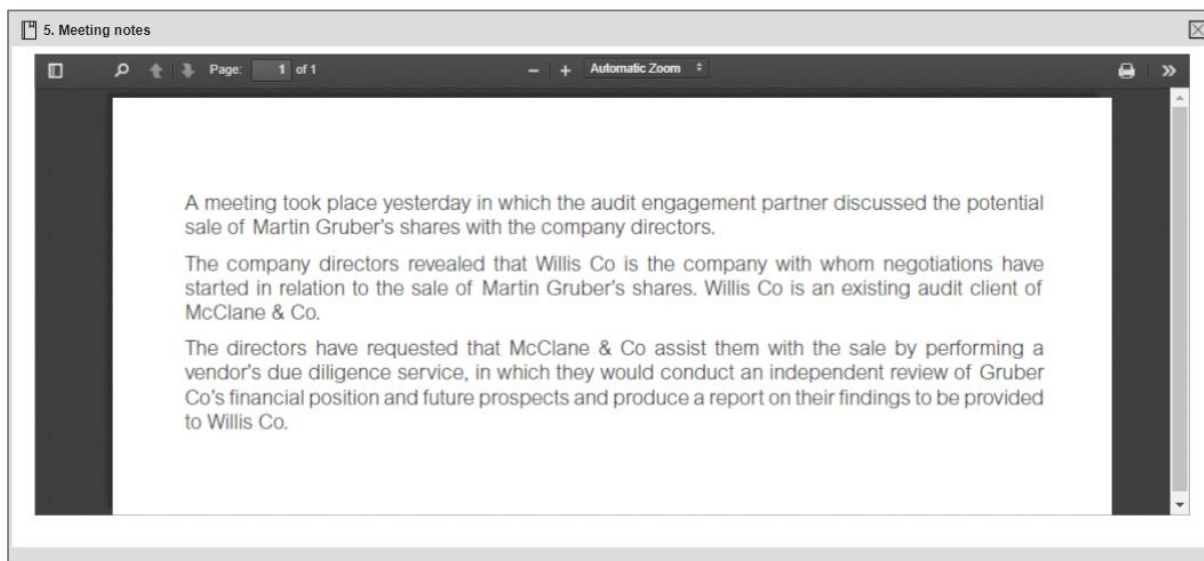 5. Meeting notes
Page: 1 of 1
Automatic Zoom
A meeting took place yesterday in which the audit engagement partner discussed the potential
sale of Martin Gruber's shares with the company directors.
The company directors revealed that Willis Co is the company with whom negotiations have
started in relation to the sale of Martin Gruber's shares. Willis Co is an existing audit client of
McClane & Co.
The directors have requested that McClane & Co assist them with the sale by performing a
vendor's due diligence service, in which they would conduct an independent review of Gruber
Co's financial position and future prospects and produce a report on their findings to be provided
to Willis Co.